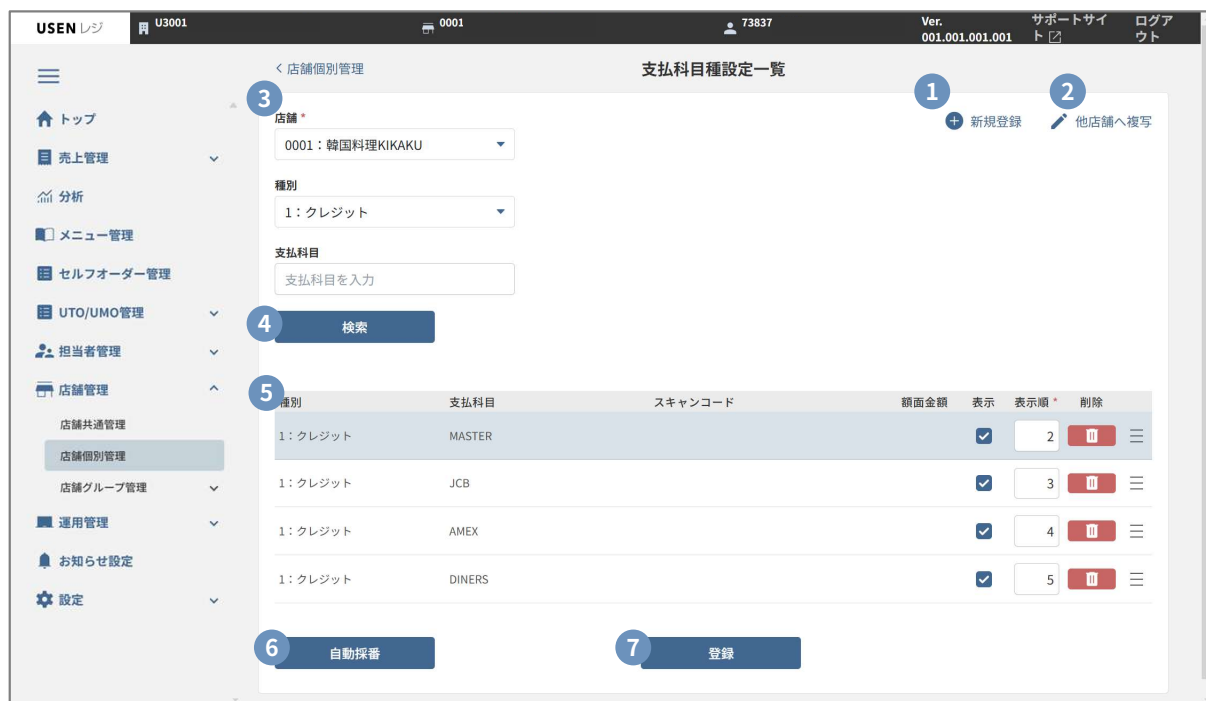 USEN レジ
U3001
0001
73837
Ver.
001.001.001.001
サポートサイ
ト
ログア
ウト
< 店舗個別管理
支払科目種設定一覧
トップ
売上管理
分析
メニュー管理
セルフオーダー管理
UTO/UMO管理
担当者管理
店舗管理
店舗共通管理
店舗個別管理
店舗グループ管理
運用管理
お知らせ設定
設定
1
新規登録
2
他店舗へ複写
3
店舗 *
0001：韓国料理KIKAKU
種別
1：クレジット
支払科目
支払科目を入力
4
検索
5
種別 支払科目 スキャンコード 額面金額 表示 表示順 * 削除
1：クレジット MASTER 2
1：クレジット JCB 3
1：クレジット AMEX 4
1：クレジット DINERS 5
6
自動採番
7
登録